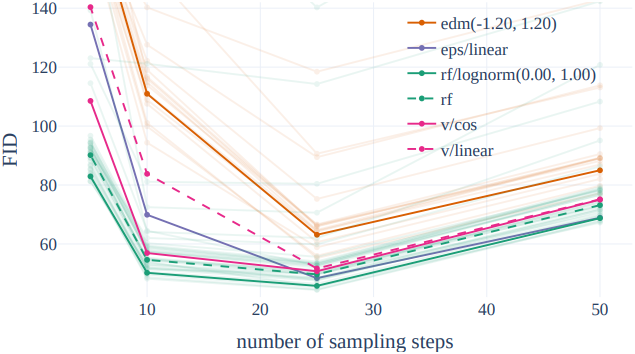 140
120
100
80
60
FID
10
20
30
40
50
number of sampling steps
edm(-1.20, 1.20)
eps/linear
rf/lognorm(0.00, 1.00)
rf
v/cos
v/linear